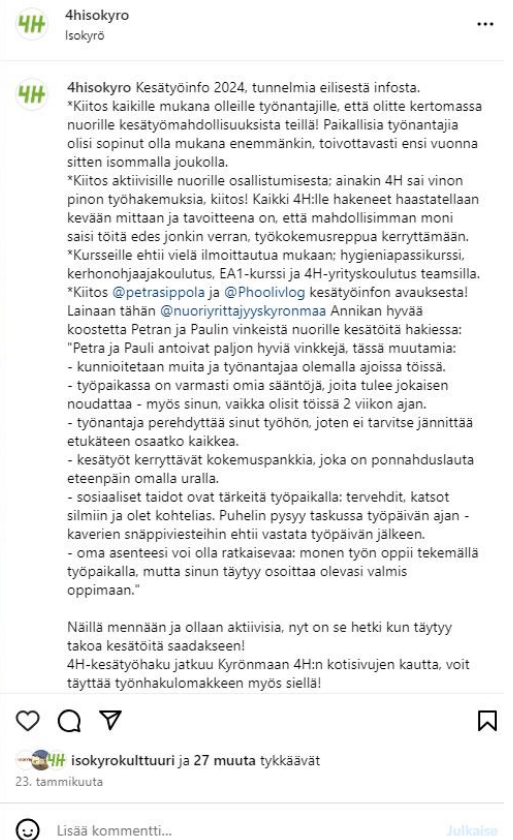 4H
4hisokyro
Isokyrö
4H
4hisokyro Kesätyöinfo 2024, tunnelmia eilisestä infosta.
*Kiitos kaikille mukana olleille työnantajille, että olitte kertomassa
nuorille kesätyömahdollisuuksista teillä! Paikallisia työnantajia
olisi sopinut olla mukana enemmänkin, toivottavasti ensi vuonna
sitten isommalla joukolla.
*Kiitos aktiivisille nuorille osallistumisesta; ainakin 4H sai vinon
pinon työhakemuksia, kiitos! Kaikki 4H:lle hakeneet haastatellaan
kevään mittaan ja tavoitteena on, että mahdollisimman moni
saisi töitä edes jonkin verran, työkokemusreppua kerryttämään.
*Kursseille ehtii vielä ilmoittautua mukaan; hygieniapassikurssi,
kerhonohjaajakoulutus, EA1-kurssi ja 4H-yrityskoulutus teamsilla.
*Kiitos @petrasippola ja @Phoolivlog kesätyöinfon avauksesta!
Lainaan tähän @nuoriyrittajyyskyronmaa Annikan hyvää
koostetta Petran ja Paulin vinkeistä nuorille kesätöitä hakiessa:
"Petra ja Pauli antoivat paljon hyviä vinkkejä, tässä muutamia:
- kunnioitetaan muita ja työnantajaa olemalla ajoissa töissä.
- työpaikassa on varmasti omia sääntöjä, joita tulee jokaisen
noudattaa - myös sinun, vaikka olisit töissä 2 viikon ajan.
- työnantaja perehdyttää sinut työhön, joten ei tarvitse jännittää
etukäteen osaatko kaikkea.
- kesätyöt kerryttävät kokemuspankkia, joka on ponnahduslauta
eteenpäin omalla uralla.
- sosiaaliset taidot ovat tärkeitä työpaikalla: tervehdit, katsot
silmiin ja olet kohtelias. Puhelin pysyy taskussa työpäivän ajan -
kaverien snäppiviesteihin ehtii vastata työpäivän jälkeen.
- oma asenteesi voi olla ratkaisevaa: monen työn oppii tekemällä
työpaikalla, mutta sinun täytyy osoittaa olevasi valmis
oppimaan."
Näillä mennään ja ollaan aktiivisia, nyt on se hetki kun täytyy
takoa kesätöitä saadakseen!
4H-kesätyöhaku jatkuu Kyrönmaan 4H:n kotisivujen kautta, voit
täyttää työnhakulomakkeen myös siellä!
4H isokyrokulttuuri ja 27 muuta tykkäävät
23. tammikuuta
Lisää kommentti... Julkaise